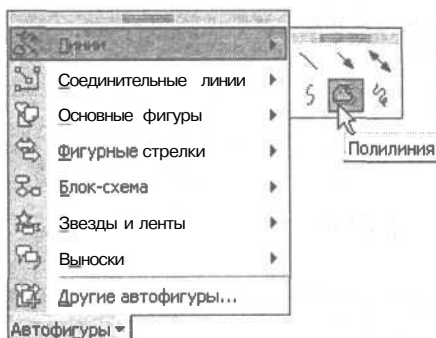 Линии
Соединительные линии
Основные фигуры
Фигурные стрелки
Блок-схема
Звезды и ленты
Выноски
Другие автофигуры...
Автофигуры
Полилиния